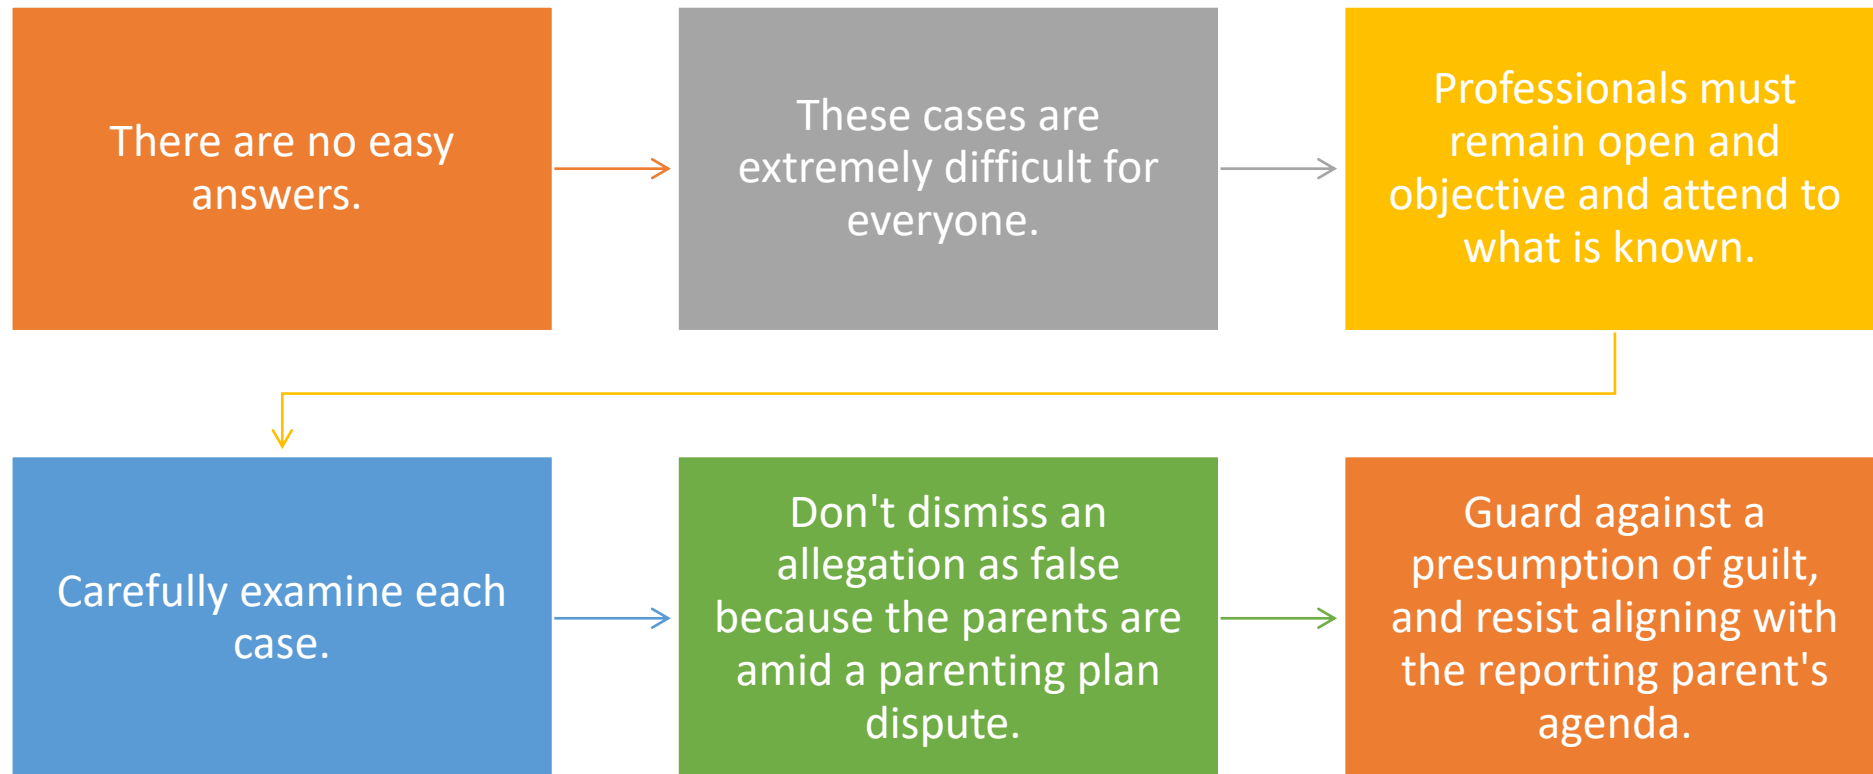 There are no easy
answers.
These cases are
extremely difficult for
everyone.
Professionals must
remain open and
objective and attend to
what is known.
Carefully examine each
case.
Don't dismiss an
allegation as false
because the parents are
amid a parenting plan
dispute.
Guard against a
presumption of guilt,
and resist aligning with
the reporting parent's
agenda.